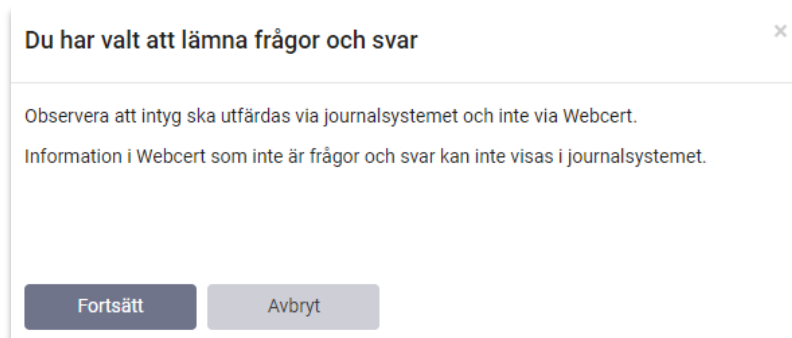 Du har valt att lämna frågor och svar
×
Observera att intyg ska utfärdas via journalsystemet och inte via Webcert.
Information i Webcert som inte är frågor och svar kan inte visas i journalsystemet.
Fortsätt Avbryt